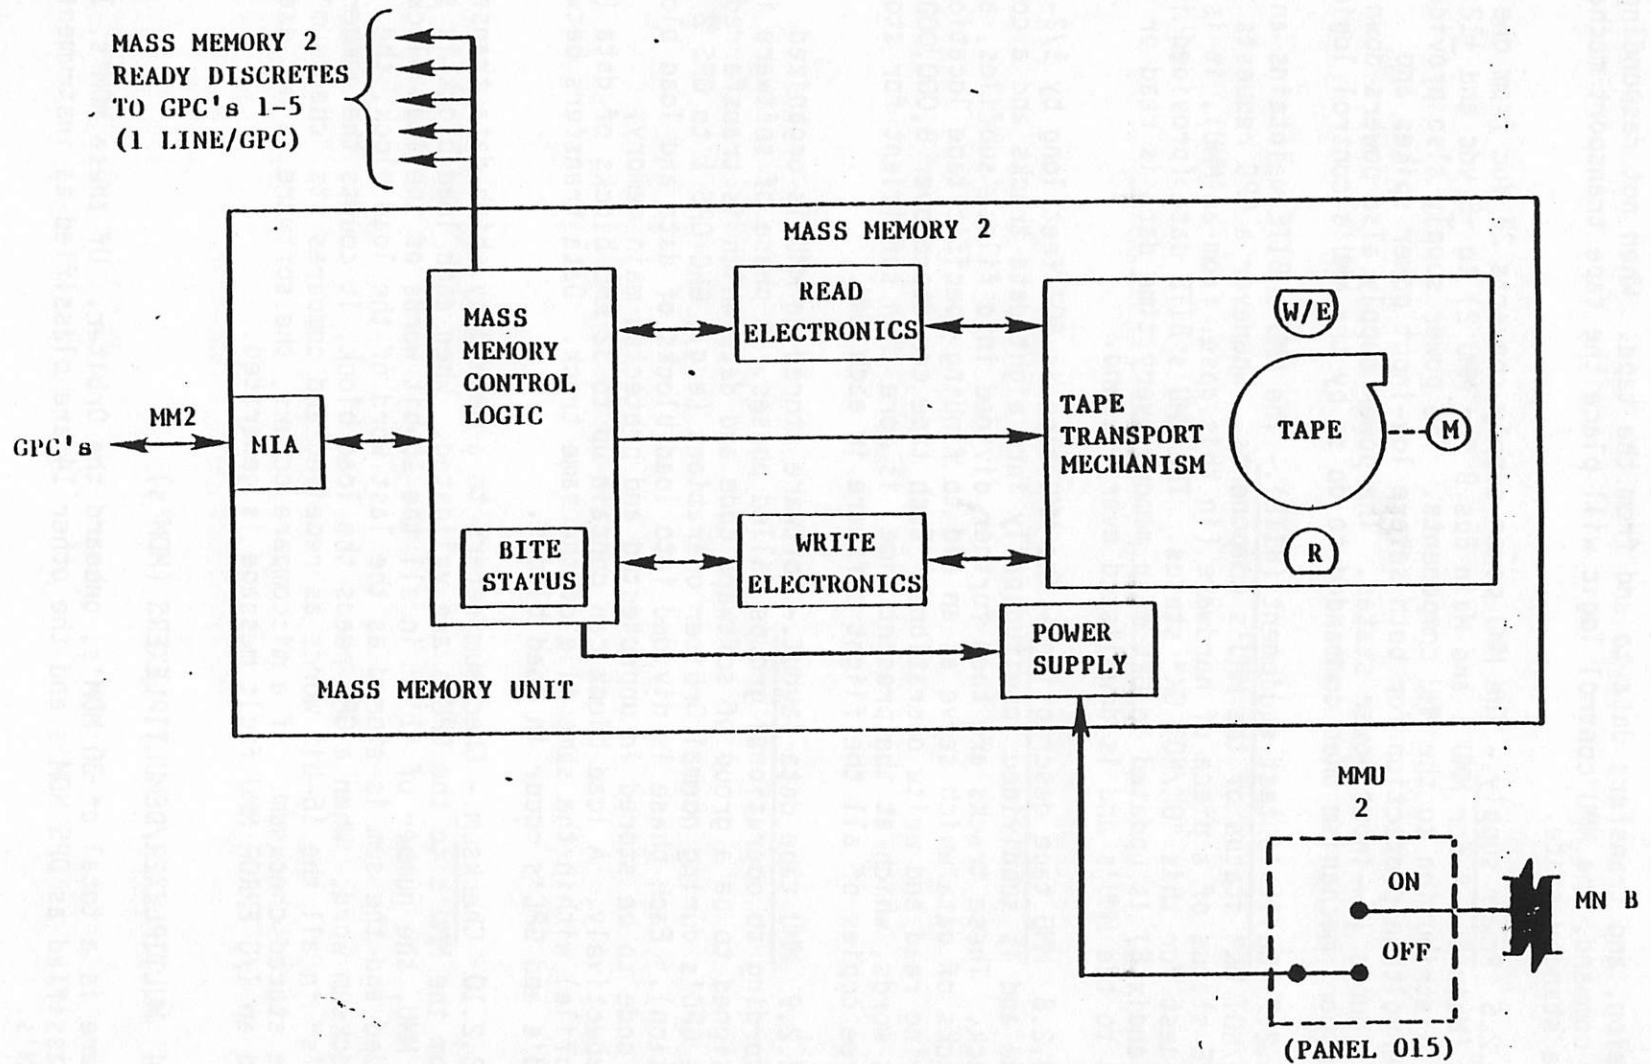 MASS MEMORY 2
READY DISCRETES
TO GPC's 1-5
(1 LINE/GPC)
MASS MEMORY 2
MASS
MEMORY
CONTROL
LOGIC
READ
ELECTRONICS
W/E
TAPE
TRANSPORT
MECHANISM
TAPE
M
R
MM2
GPC's
MIA
BITE
STATUS
WRITE
ELECTRONICS
POWER
SUPPLY
MASS MEMORY UNIT
MMU
2
ON
OFF
MN B
(PANEL 015)